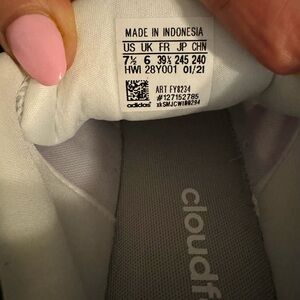 MADE IN INDONESIA
US UK FR JP CHN
7½ 6 39⅓ 245 240
HWI 28Y001 01/21
ART FY8234
#127152785
adidas
cloudf